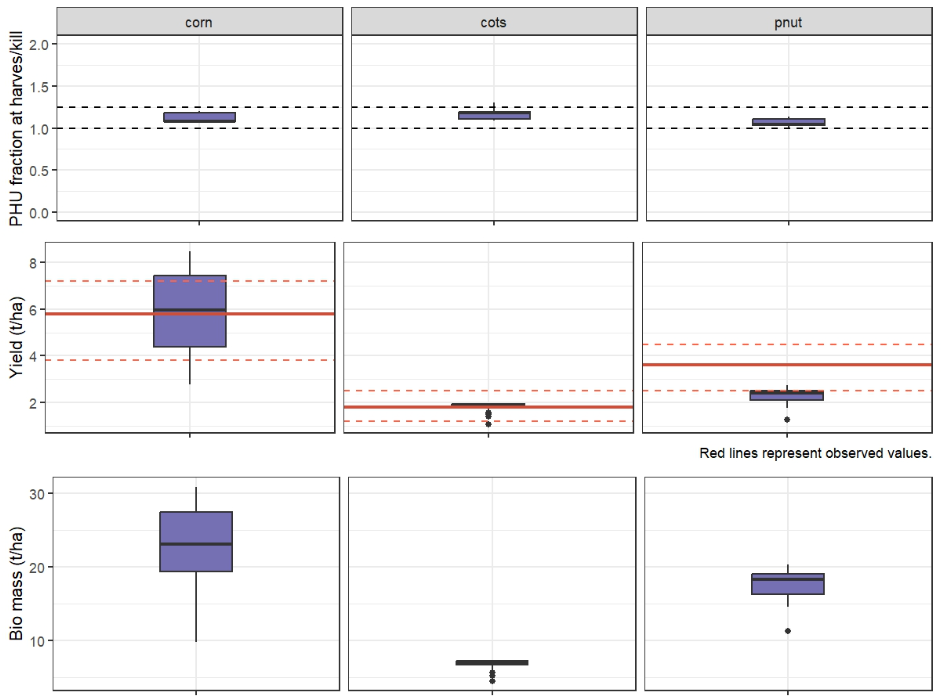 corn cots pnut
PHU fraction at harves/kill
2.0
1.5
1.0
0.5
0.0
Yield (t/ha)
8
6
4
2
Red lines represent observed values.
Bio mass (t/ha)
30
20
10